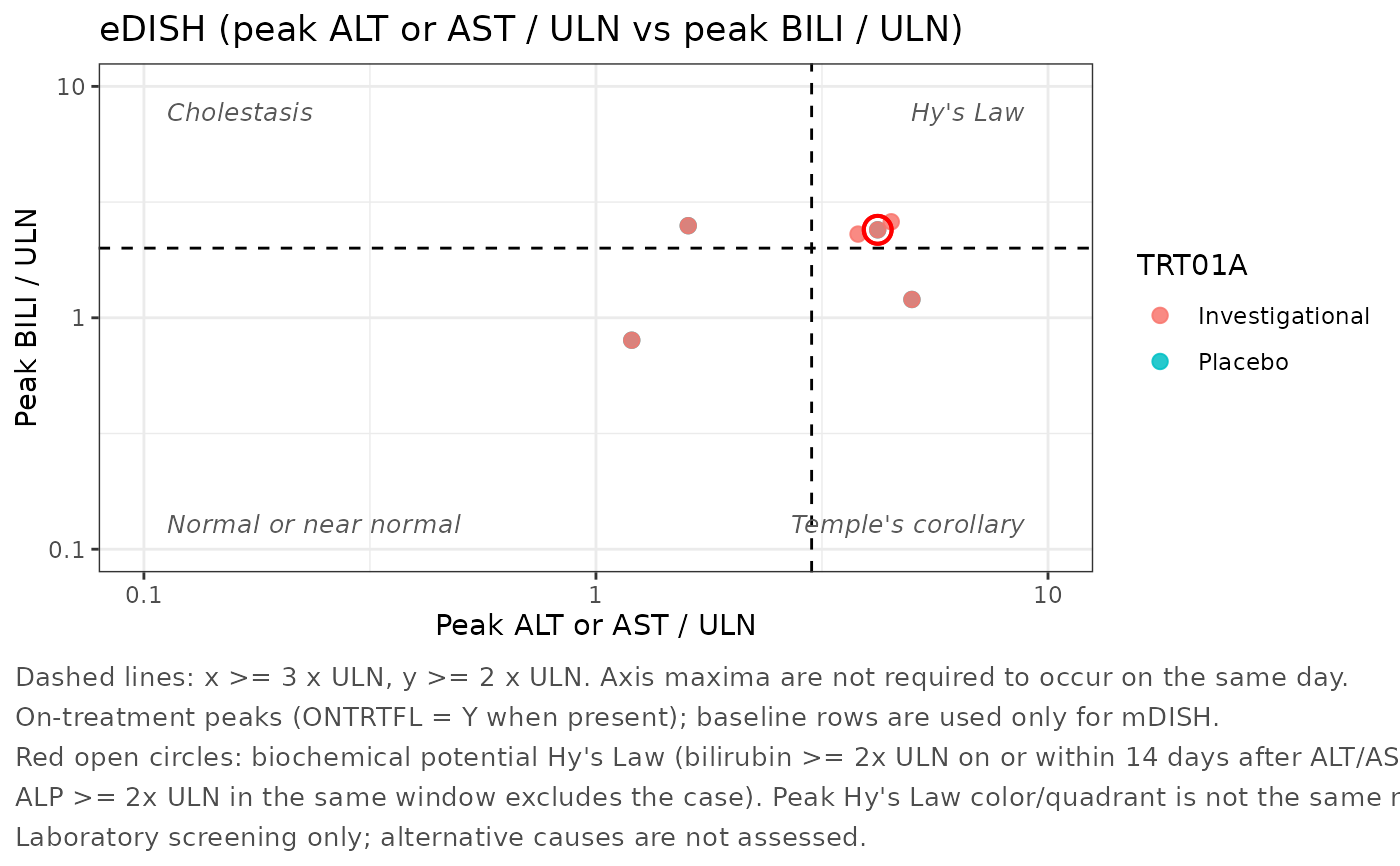 eDISH (peak ALT or AST / ULN vs peak BILI / ULN)
10
Cholestasis
Hy's Law
Peak BILI / ULN
1
TRT01A
Investigational
Placebo
Normal or near normal
Temple's corollary
0.1
0.1
1
10
Peak ALT or AST / ULN
Dashed lines: x >= 3 x ULN, y >= 2 x ULN. Axis maxima are not required to occur on the same day.
On-treatment peaks (ONTRTFL = Y when present); baseline rows are used only for mDISH.
Red open circles: biochemical potential Hy's Law (bilirubin >= 2x ULN on or within 14 days after ALT/AS
ALP >= 2x ULN in the same window excludes the case). Peak Hy's Law color/quadrant is not the same
Laboratory screening only; alternative causes are not assessed.